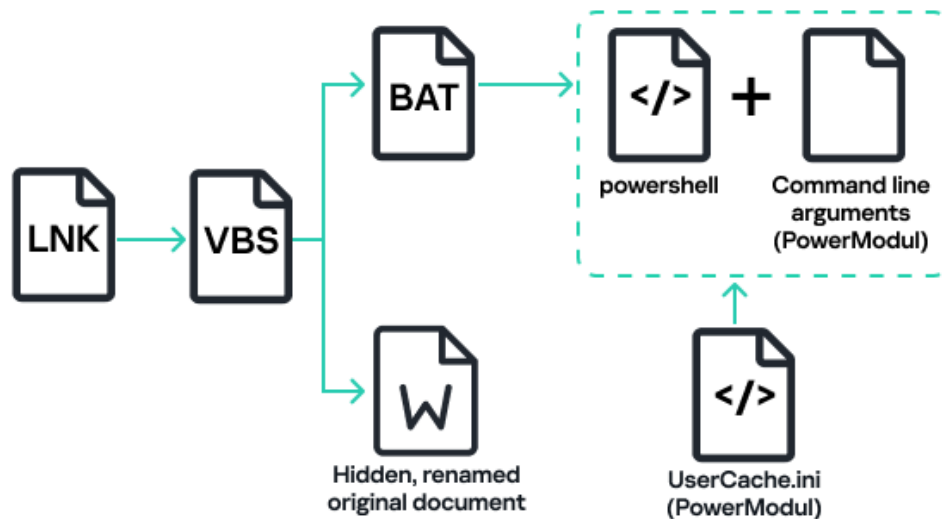 LNK
VBS
BAT
</>
+
powershell
Command line
arguments
(PowerModul)
W
Hidden, renamed
original document
</>
UserCache.ini
(PowerModul)